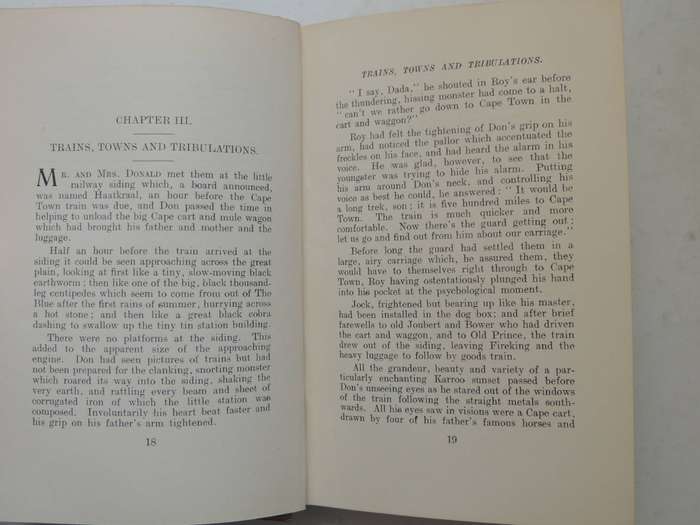 CHAPTER III.
TRAINS, TOWNS AND TRIBULATIONS.
MR. AND MRS. DONALD met them at the little
railway siding which, a board announced,
was named Haatkraal, an hour before the Cape
Town train was due, and Don passed the time in
helping to unload the big Cape cart and mule wagon
which had brought his father and mother and the
luggage.
Half an hour before the train arrived at the
siding it could be seen approaching across the great
plain, looking at first like a tiny, slow-moving black
earthworm; then like one of the big, black thousand-
leg centipedes which seem to come from out of The
Blue after the first rains of summer, hurrying across
a hot stone; and then like a great black cobra
dashing to swallow up the tiny tin station building.
There were no platforms at the siding. This
added to the apparent size of the approaching
engine. Don had seen pictures of trains but had
not been prepared for the clanking, snorting monster
which roared its way into the siding, shaking the
very earth, and rattling every beam and sheet of
corrugated iron of which the little station was
composed. Involuntarily his heart beat faster and
his grip on his father's arm tightened.
18
TRAINS, TOWNS AND TRIBULATIONS.
" I say, Dada," he shouted in Roy's ear before
the thundering, hissing monster had come to a halt,
" can't we rather go down to Cape Town in the
cart and waggon?"
Roy had felt the tightening of Don's grip on his
arm, had noticed the pallor which accentuated the
freckles on his face, and had heard the alarm in his
voice. He was glad, however, to see that the
youngster was trying to hide his alarm. Putting
his arm around Don's neck, and controlling his
voice as best he could, he answered: " It would be
a long trek, son; it is five hundred miles to Cape
Town. The train is much quicker and more
comfortable. Now there's the guard getting out;
let us go and find out from him about our carriage."
Before long the guard had settled them in a
large, airy carriage which, he assured them, they
would have to themselves right through to Cape
Town, Roy having ostentatiously plunged his hand
into his pocket at the psychological moment.
Jock, frightened but bearing up like his master,
had been installed in the dog box; and after brief
farewells to old Joubert and Bower who had driven
the cart and waggon, and to Old Prince, the train
drew out of the siding, leaving Fireking and the
heavy luggage to follow by goods train.
All the grandeur, beauty and variety of a par-
ticularly enchanting Karroo sunset passed before
Don's unseeing eyes as he stared out of the windows
of the train following the straight metals south-
wards. All his eyes saw in visions were a Cape cart,
drawn by four of his father's famous horses and
19